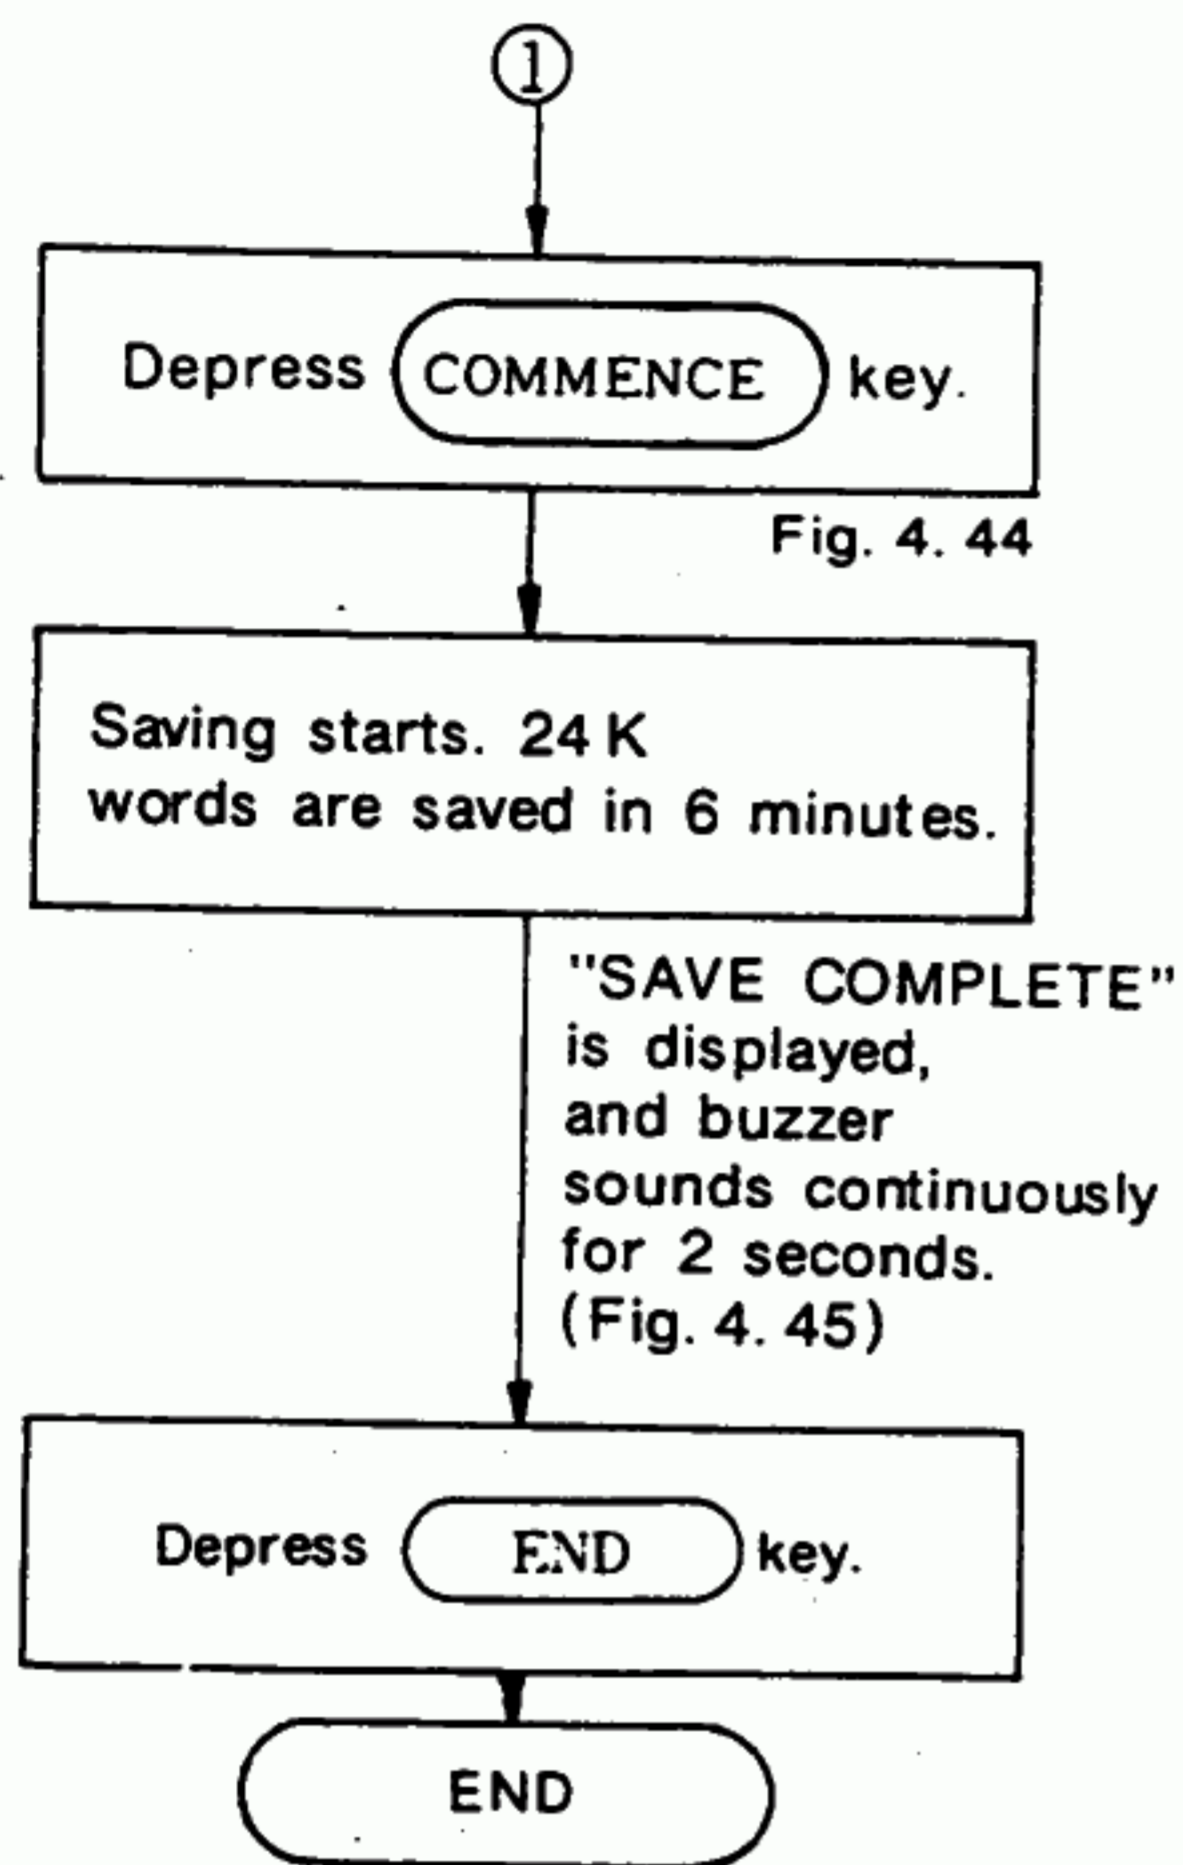 1
Depress COMMENCE key.
Fig. 4. 44
Saving starts. 24 K
words are saved in 6 minutes.
"SAVE COMPLETE"
is displayed,
and buzzer
sounds continuously
for 2 seconds.
(Fig. 4. 45)
Depress END key.
END